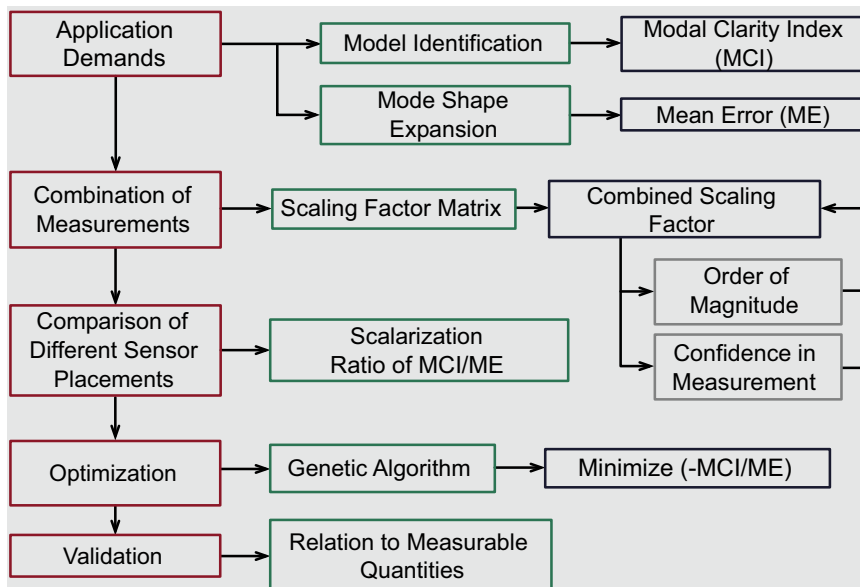 Application
Demands
Model Identification
Modal Clarity Index
(MCI)
Mode Shape
Expansion
Mean Error (ME)
Combination of
Measurements
Scaling Factor Matrix
Combined Scaling
Factor
Order of
Magnitude
Confidence in
Measurement
Comparison of
Different Sensor
Placements
Scalarization
Ratio of MCI/ME
Optimization
Genetic Algorithm
Minimize (-MCI/ME)
Validation
Relation to Measurable
Quantities